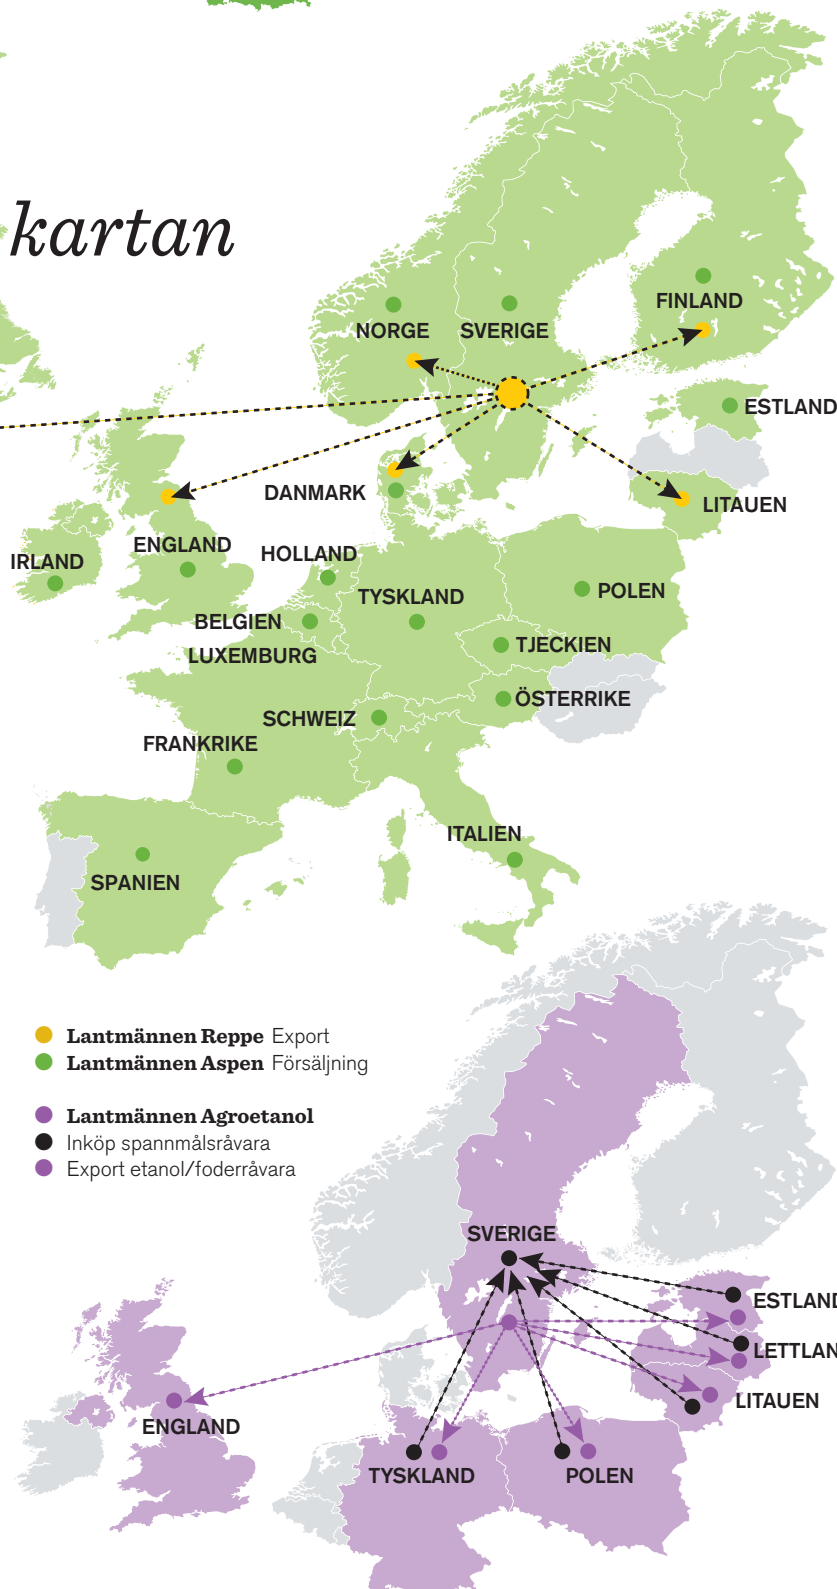 kartan
FINLAND
NORGE
SVERIGE
ESTLAND
DANMARK
LITAUEN
ENGLAND
HOLLAND
IRLAND
TYSKLAND
POLEN
BELGIEN
TJECKIEN
LUXEMBURG
ÖSTERRIKE
SCHWEIZ
FRANKRIKE
ITALIEN
SPANIEN
Lantmännen Reppe Export
Lantmännen Aspen Försäljning
Lantmännen Agroetanol
Inköp spannmålsråvara
Export etanol/foderråvara
SVERIGE
ESTLAND
LETTLAN
LITAUEN
ENGLAND
TYSKLAND
POLEN